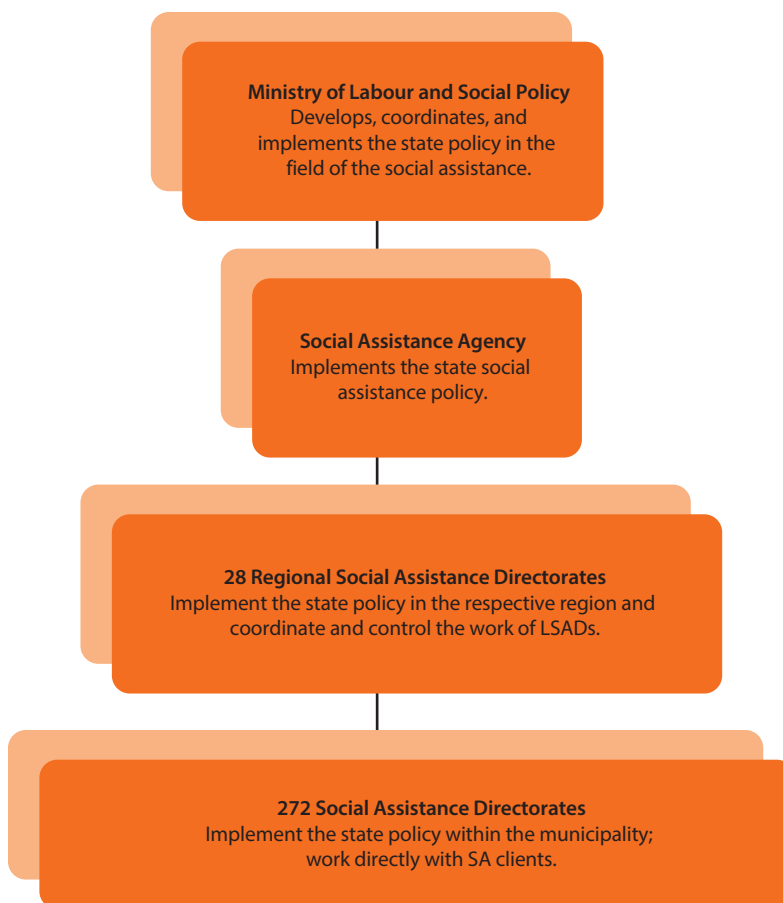 Ministry of Labour and Social Policy
Develops, coordinates, and
implements the state policy in the
field of the social assistance.
Social Assistance Agency
Implements the state social
assistance policy.
28 Regional Social Assistance Directorates
Implement the state policy in the respective region and
coordinate and control the work of LSADs.
272 Social Assistance Directorates
Implement the state policy within the municipality;
work directly with SA clients.